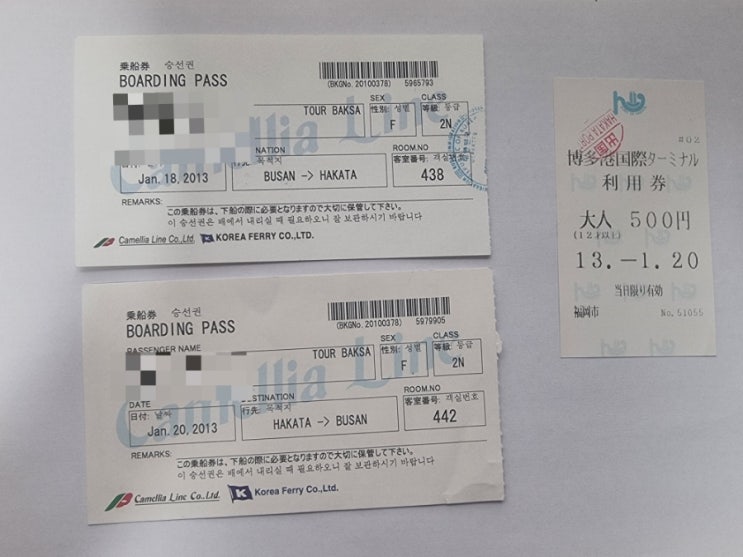 乗船券 승선권
BOARDING PASS
(BKGNo. 20100378) 5965793
TOUR BAKSA
SEX
性別: 성별
F
CLASS
等級: 등급
2N
NATION
行先 목적지
BUSAN -> HAKATA
ROOM.NO
客室番号: 객실번호
438
Jan. 18, 2013
REMARKS:
この乗船券は、下船の際に必要となりますので大切に保管して下さい。
이 승선권은 배에서 내리실 때 필요하오니 잘 보관하시기 바랍니다
Camellia Line Co.,Ltd. KOREA FERRY CO.,LTD.
Camellia Line
乗船券 승선권
BOARDING PASS
(BKGNo. 20100378) 5979905
PASSENGER NAME
TOUR BAKSA
SEX
性別: 성별
F
CLASS
等級: 등급
2N
DATE
日付: 날짜
Jan. 20, 2013
STINATION
行先 목적지
HAKATA -> BUSAN
ROOM.NO
客室番号: 객실번호
442
REMARKS:
この乗船券は、下船の際に必要となりますので大切に保管して下さい。
이 승선권은 배에서 내리실 때 필요하오니 잘 보관하시기 바랍니다
Camellia Line Co.,Ltd. Korea Ferry Co.,Ltd.
Camellia Line
#02
博多港国際ターミナル
利用券
大人 500円
(12才以上)
13.-1.20
当日限り有効
福岡市 No.51055